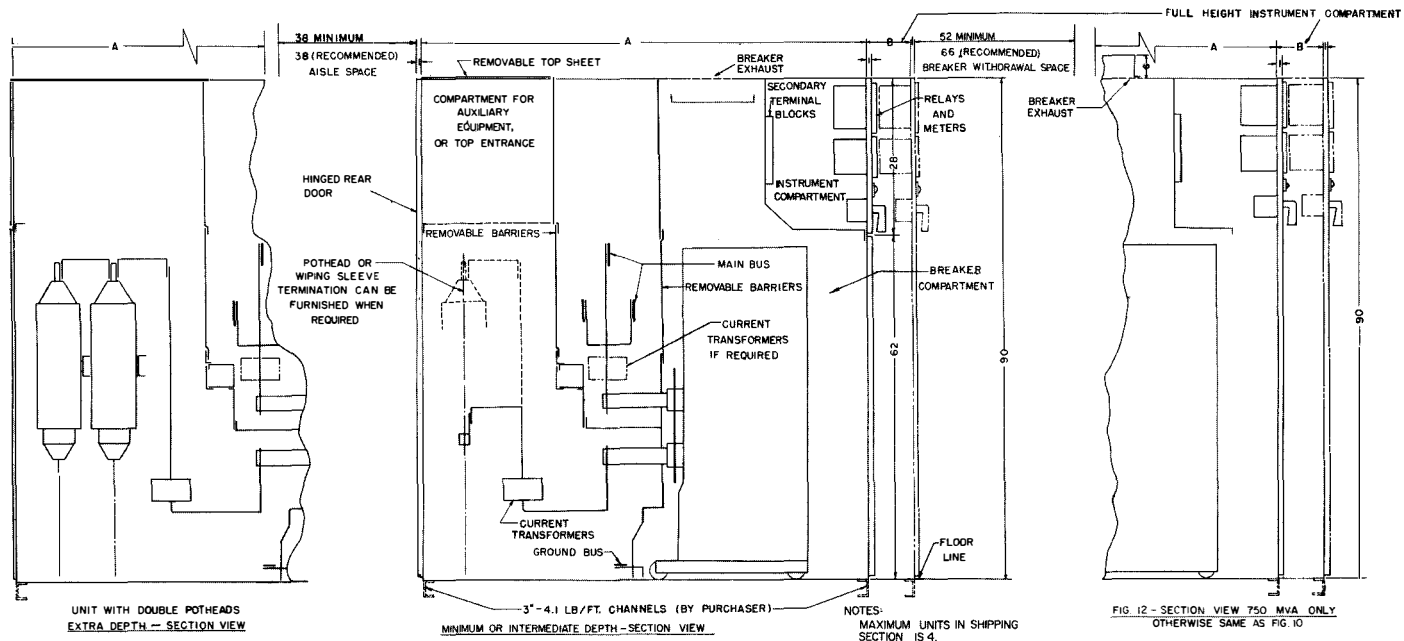 A
38 MINIMUM
38 (RECOMMENDED)
AISLE SPACE
A
B
FULL HEIGHT INSTRUMENT COMPARTMENT
52 MINIMUM
66 (RECOMMENDED)
BREAKER WITHDRAWAL SPACE
A
B
6
REMOVABLE TOP SHEET
BREAKER
EXHAUST
COMPARTMENT FOR
AUXILIARY
EQUIPMENT,
OR TOP ENTRANCE
SECONDARY
TERMINAL
BLOCKS
RELAYS
AND
METERS
BREAKER
EXHAUST
28
HINGED REAR
DOOR
INSTRUMENT
COMPARTMENT
REMOVABLE BARRIERS
POTHEAD OR
WIPING SLEEVE
TERMINATION CAN BE
FURNISHED WHEN
REQUIRED
MAIN BUS
REMOVABLE BARRIERS
BREAKER
COMPARTMENT
CURRENT
TRANSFORMERS
IF REQUIRED
62
90
90
CURRENT
TRANSFORMERS
GROUND BUS
FLOOR
LINE
3"-4.1 LB/FT. CHANNELS (BY PURCHASER)
UNIT WITH DOUBLE POTHEADS
EXTRA DEPTH - SECTION VIEW
MINIMUM OR INTERMEDIATE DEPTH-SECTION VIEW
NOTES:
MAXIMUM UNITS IN SHIPPING
SECTION IS 4.
FIG. 12 - SECTION VIEW 750 MVA ONLY
OTHERWISE SAME AS FIG. 10